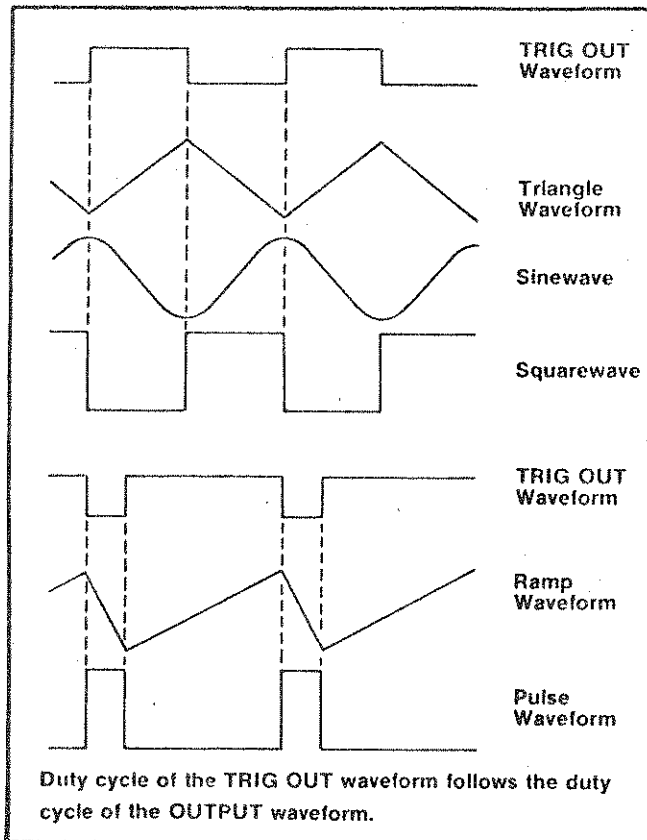 TRIG OUT
Waveform
Triangle
Waveform
Sinewave
Squarewave
TRIG OUT
Waveform
Ramp
Waveform
Pulse
Waveform
Duty cycle of the TRIG OUT waveform follows the duty
cycle of the OUTPUT waveform.